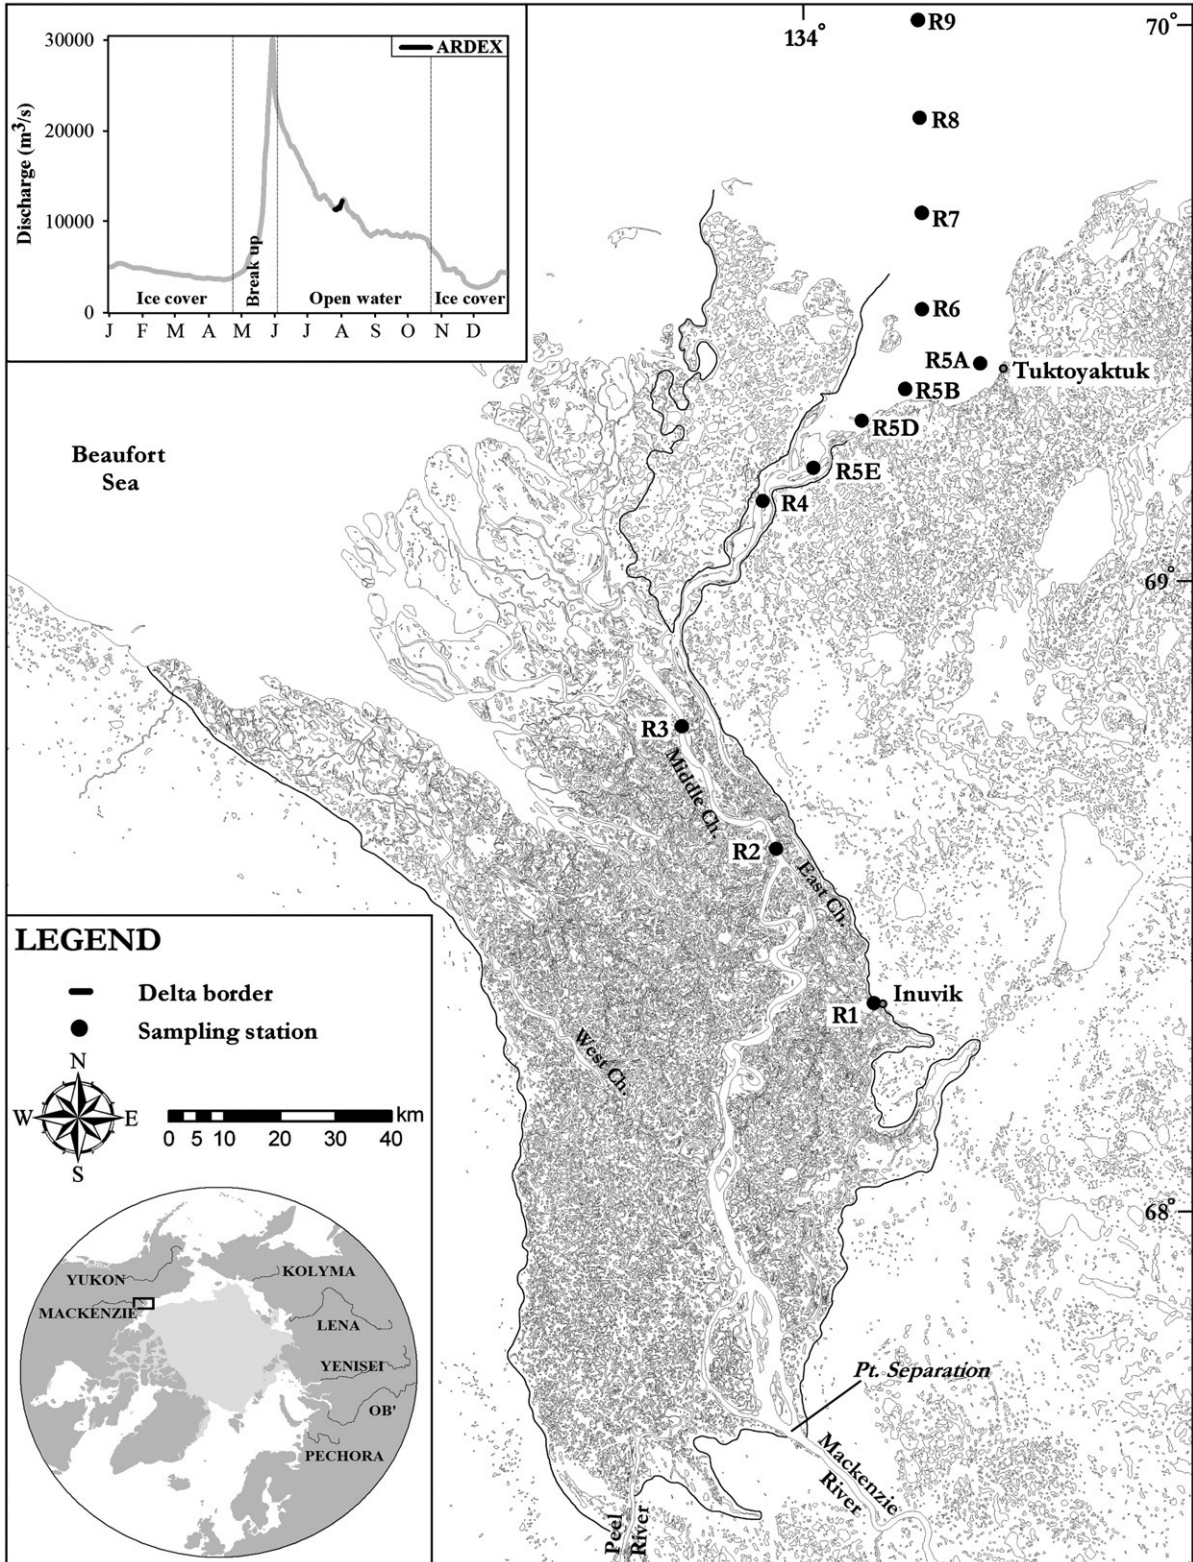 30000
20000
10000
0
Discharge (m³/s)
ARDEX
Ice cover
Break up
Open water
Ice cover
J F M A M J J A S O N D
134°
70°
R9
R8
R7
R6
R5A
Tuktoyaktuk
R5B
R5D
R5E
R4
Beaufort
Sea
69°
R3
Middle Ch.
R2
East Ch.
Inuvik
R1
West Ch.
68°
Pt. Separation
Mackenzie
River
Peel
River
LEGEND
Delta border
Sampling station
N
W E
S
km
0 5 10 20 30 40
YUKON
KOLYMA
MACKENZIE
LENA
YENISEI
OB'
PECHORA